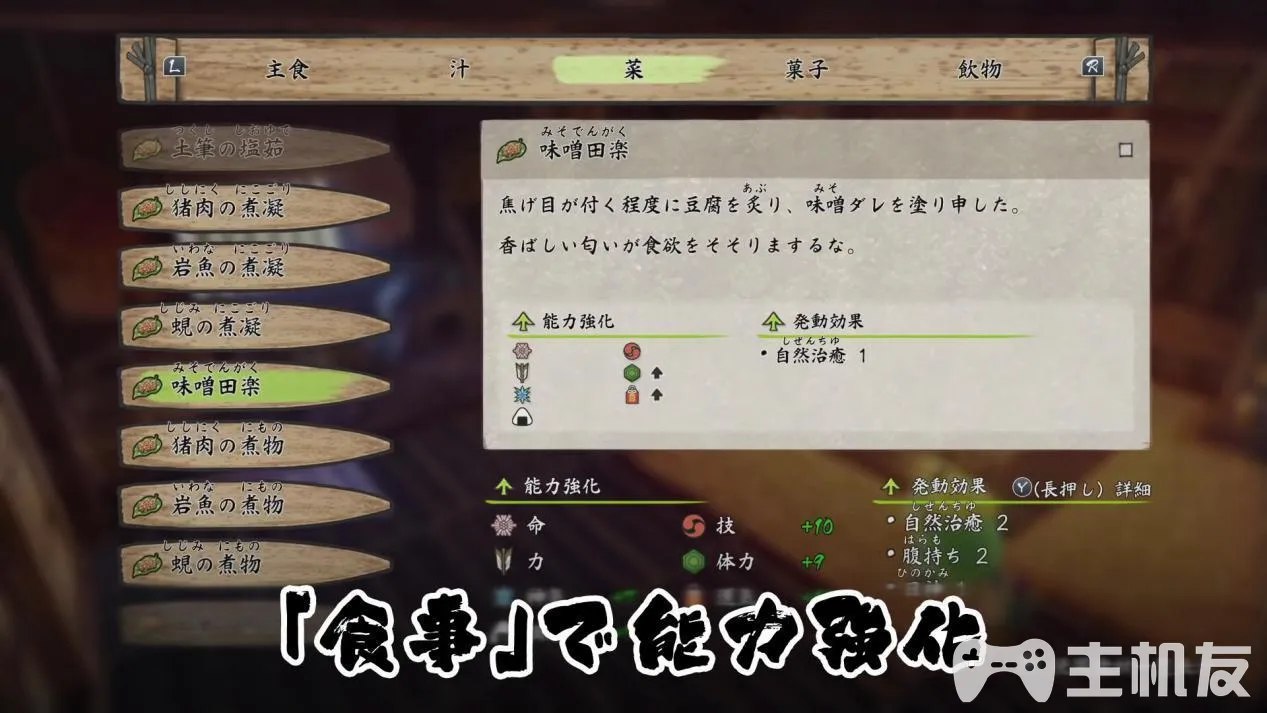 L 主食 汁 菜 菓子 飲物 R
つくし しおゆで
土筆の塩茹
ししにく にこごり
猪肉の煮凝
いわな にこごり
岩魚の煮凝
しじみ にこごり
蜆の煮凝
みそでんがく
味噌田楽
ししにく にもの
猪肉の煮物
いわな にもの
岩魚の煮物
しじみ にもの
蜆の煮物
みそでんがく
味噌田楽
あぶ みそ
焦げ目が付く程度に豆腐を炙り、味噌ダレを塗り申した。
香ばしい匂いが食欲をそそりまするな。
能力強化
発動効果
しぜんちゆ
・自然治癒 1
能力強化
命 技 +10
力 体力 +9
発動効果 Y(長押し) 詳細
しぜんちゆ
・自然治癒 2
はらも
・腹持ち 2
ひのかみ
「食事」で能力強化
主机友